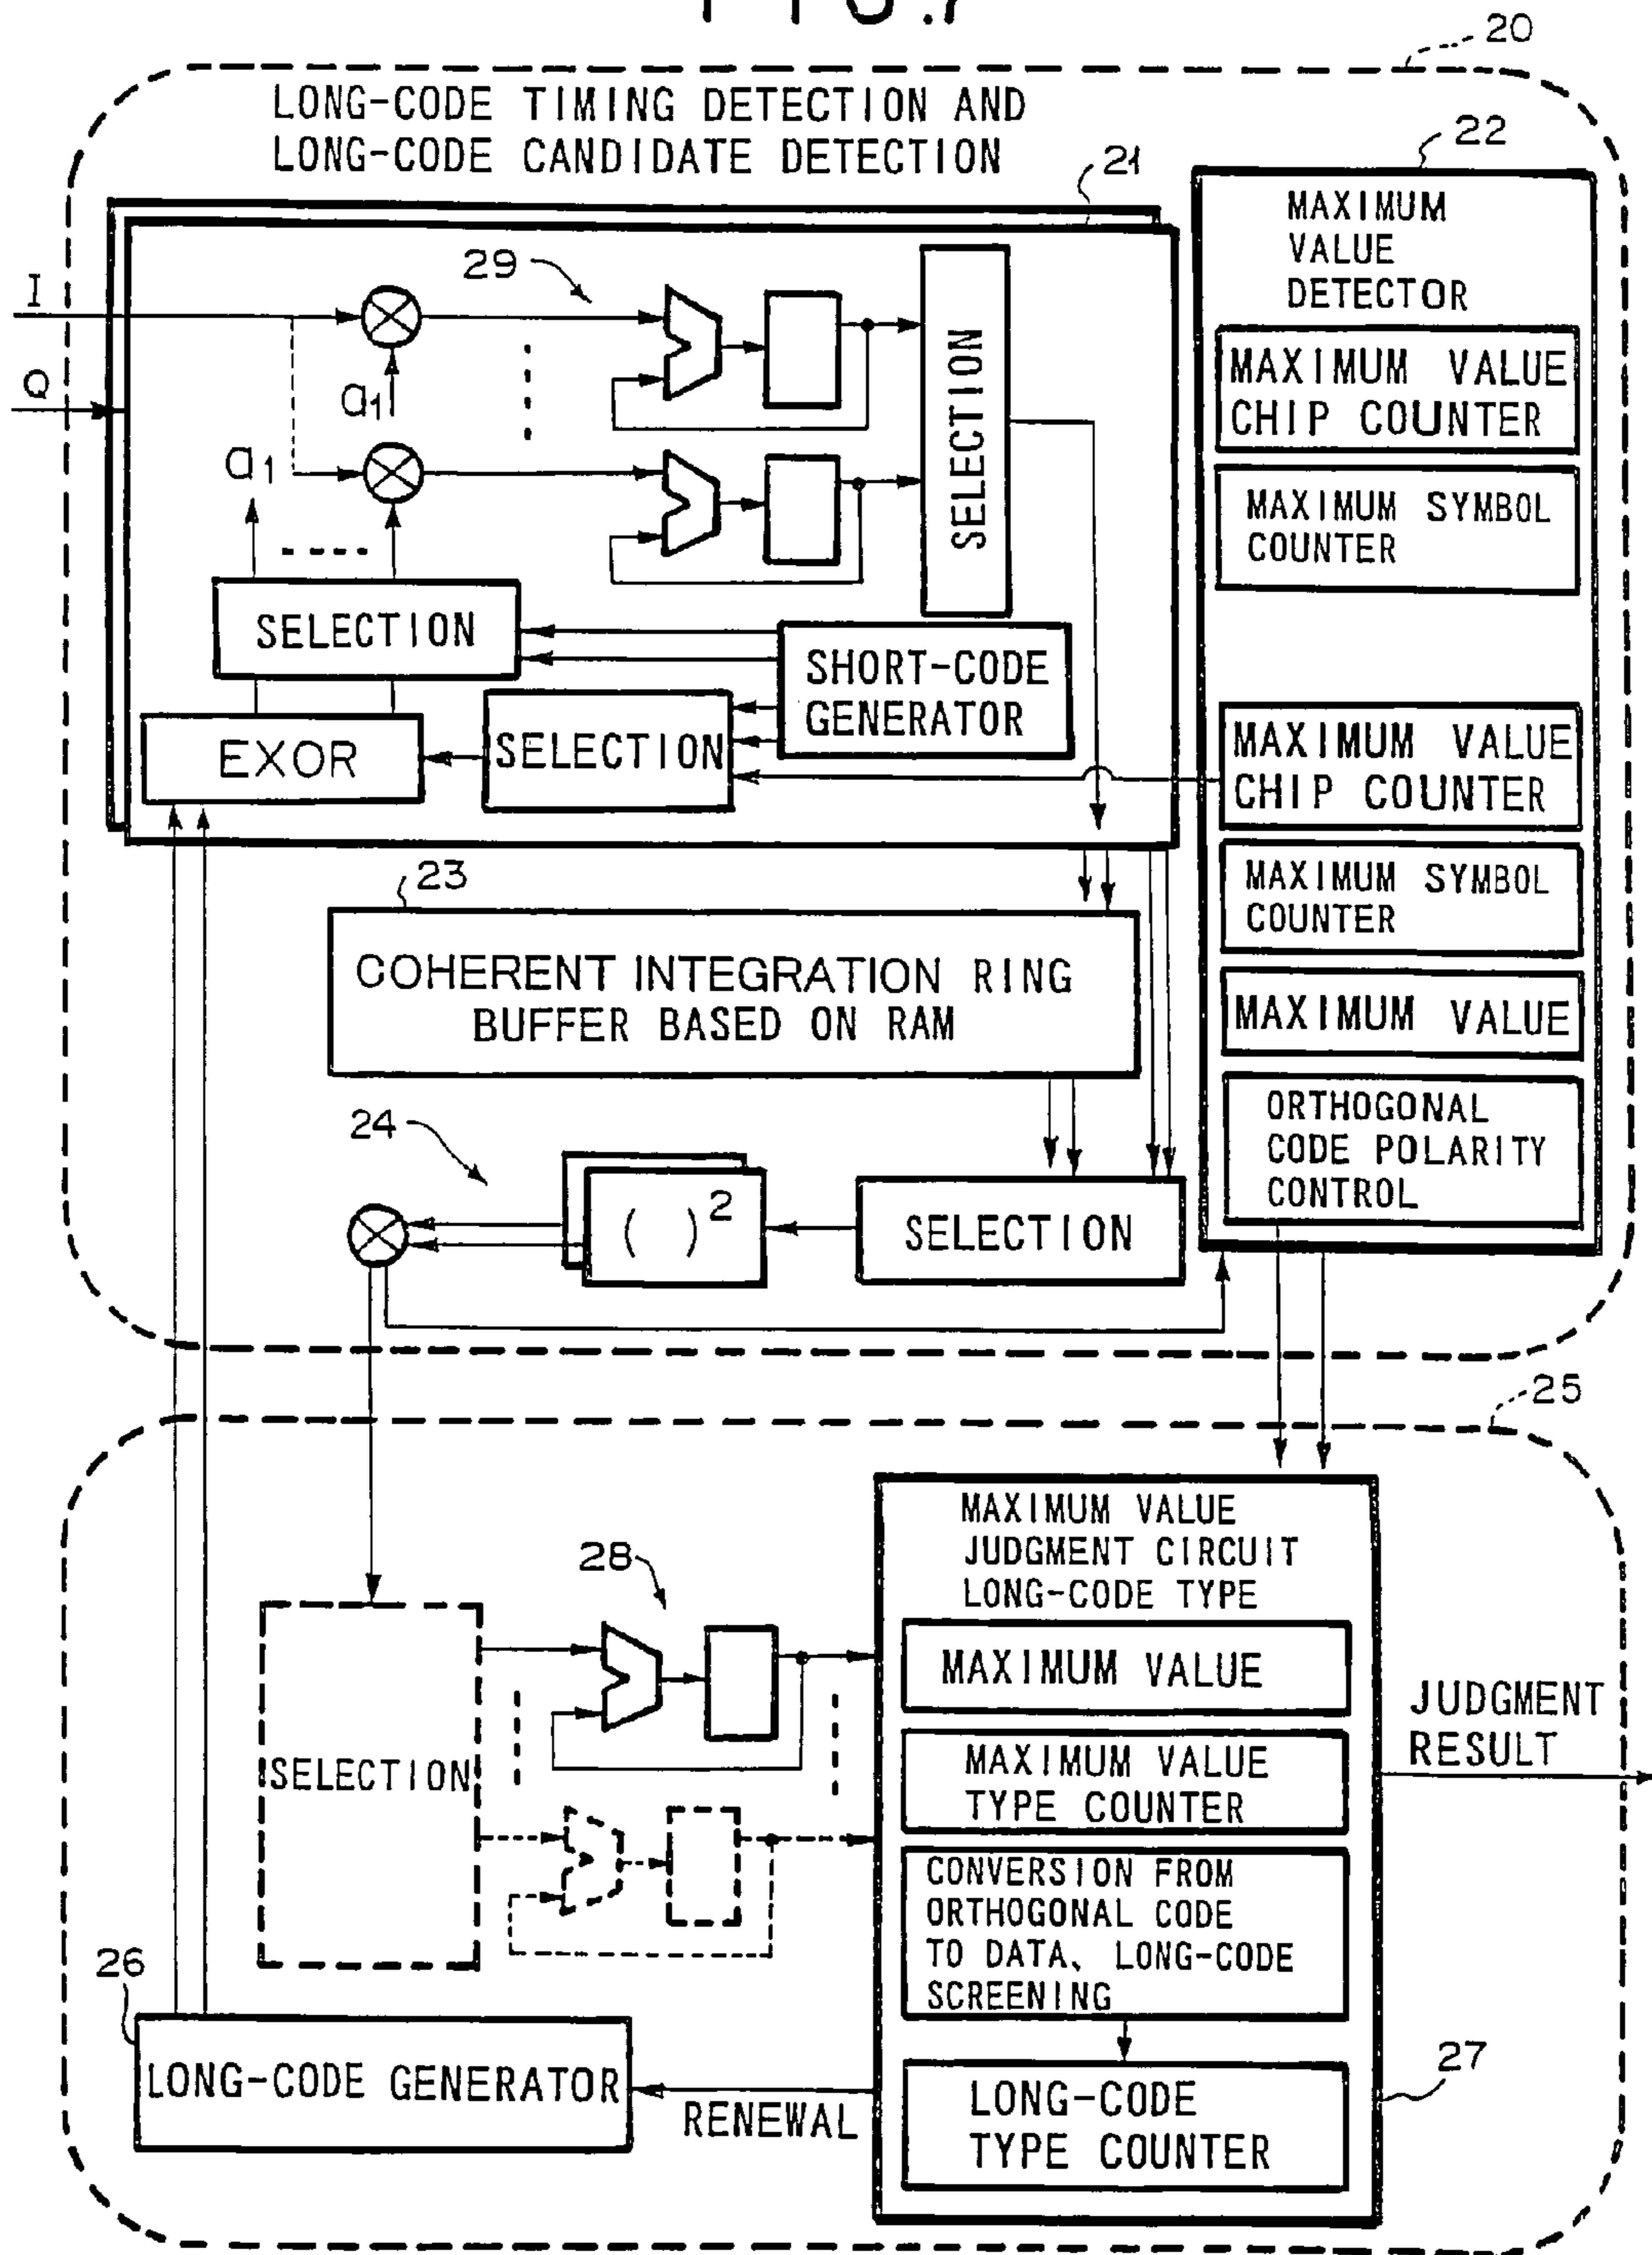 FIG.7
20
LONG-CODE TIMING DETECTION AND
LONG-CODE CANDIDATE DETECTION
21
22
MAXIMUM
VALUE
DETECTOR
29
I
Q
a1
a1
SELECTION
MAXIMUM VALUE
CHIP COUNTER
MAXIMUM SYMBOL
COUNTER
SELECTION
SHORT-CODE
GENERATOR
SELECTION
EXOR
MAXIMUM VALUE
CHIP COUNTER
MAXIMUM SYMBOL
COUNTER
MAXIMUM VALUE
23
COHERENT INTEGRATION RING
BUFFER BASED ON RAM
ORTHOGONAL
CODE POLARITY
CONTROL
24
( )2
SELECTION
25
MAXIMUM VALUE
JUDGMENT CIRCUIT
LONG-CODE TYPE
28
SELECTION
MAXIMUM VALUE
MAXIMUM VALUE
TYPE COUNTER
JUDGMENT
RESULT
CONVERSION FROM
ORTHOGONAL CODE
TO DATA、LONG-CODE
SCREENING
26
LONG-CODE GENERATOR
RENEWAL
LONG-CODE
TYPE COUNTER
27